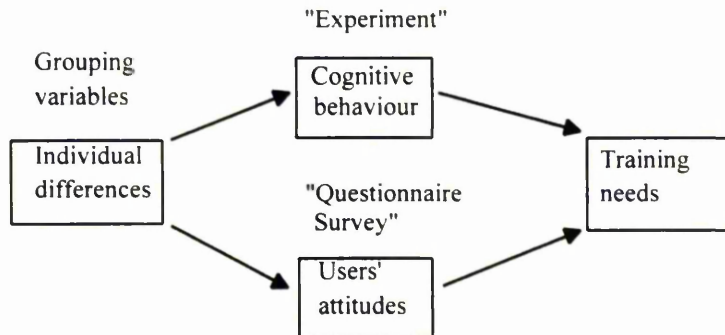 "Experiment"
Grouping
variables
Cognitive
behaviour
Individual
differences
Training
needs
"Questionnaire
Survey"
Users'
attitudes